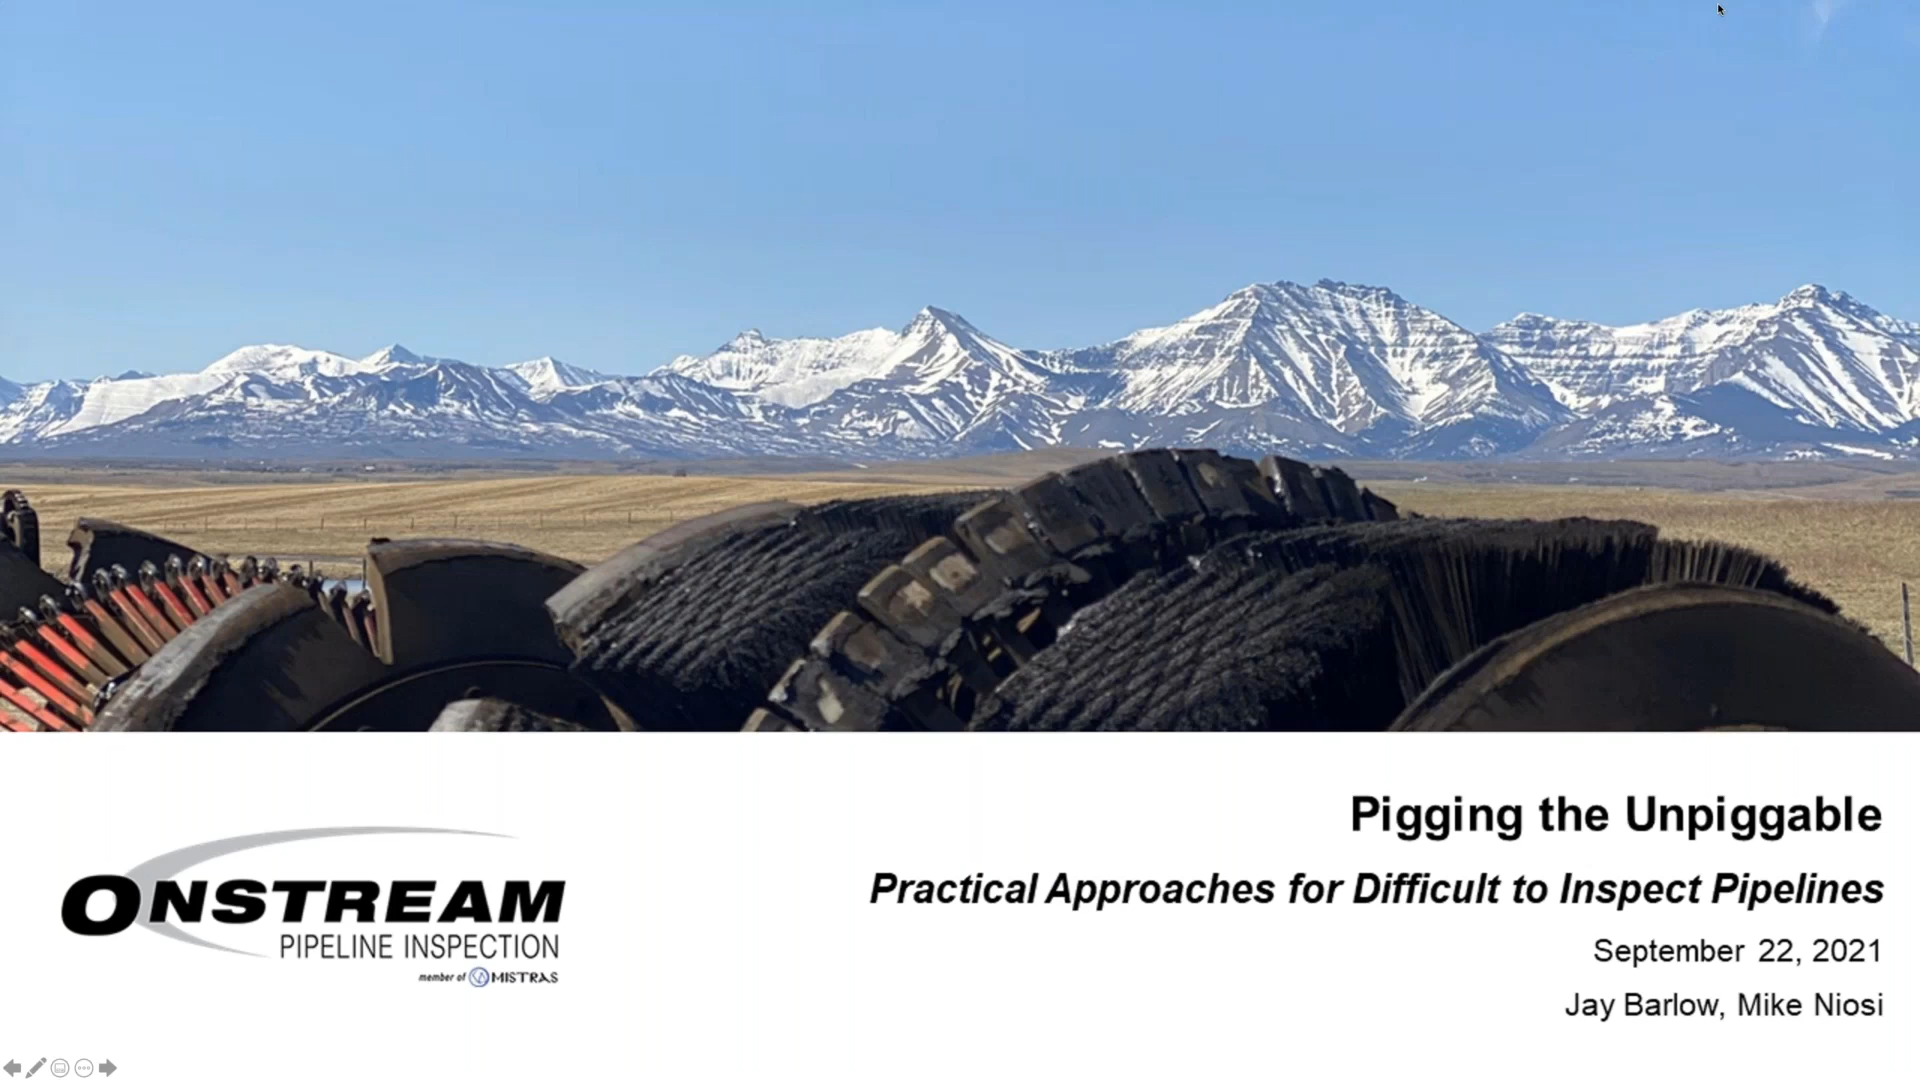 Pigging the Unpiggable
Practical Approaches for Difficult to Inspect Pipelines
September 22, 2021
Jay Barlow, Mike Niosi
ONSTREAM
PIPELINE INSPECTION
member of MISTRAS